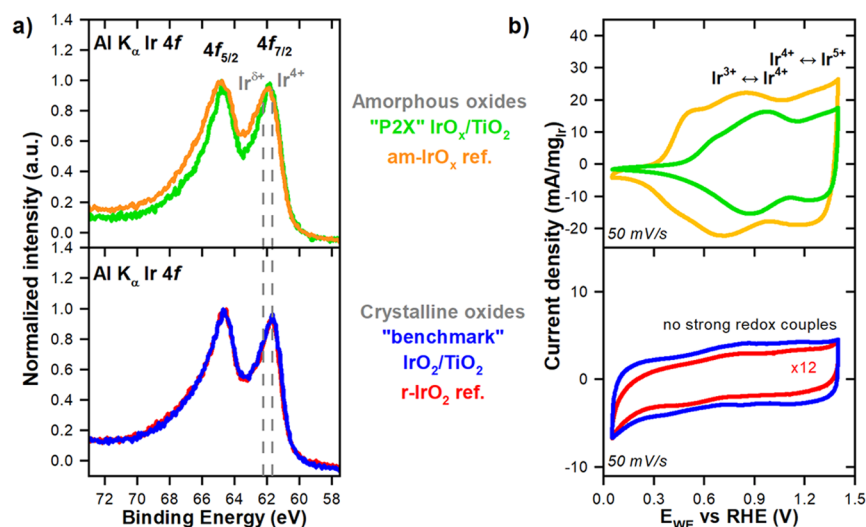 a)
Al Kα Ir 4f
4f5/2
4f7/2
Irδ+
Ir4+
1.4
1.2
1.0
0.8
0.6
0.4
0.2
0.0
Normalized intensity (a.u.)
Al Kα Ir 4f
1.4
1.2
1.0
0.8
0.6
0.4
0.2
0.0
72 70 68 66 64 62 60 58
Binding Energy (eV)
Amorphous oxides
"P2X" IrOx/TiO2
am-IrOx ref.
Crystalline oxides
"benchmark"
IrO2/TiO2
r-IrO2 ref.
b)
Ir4+ ↔ Ir5+
Ir3+ ↔ Ir4+
40
30
20
10
0
-10
-20
50 mV/s
Current density (mA/mgIr)
no strong redox couples
x12
10
0
-10
50 mV/s
0.0 0.3 0.6 0.9 1.2 1.5
EWE vs RHE (V)